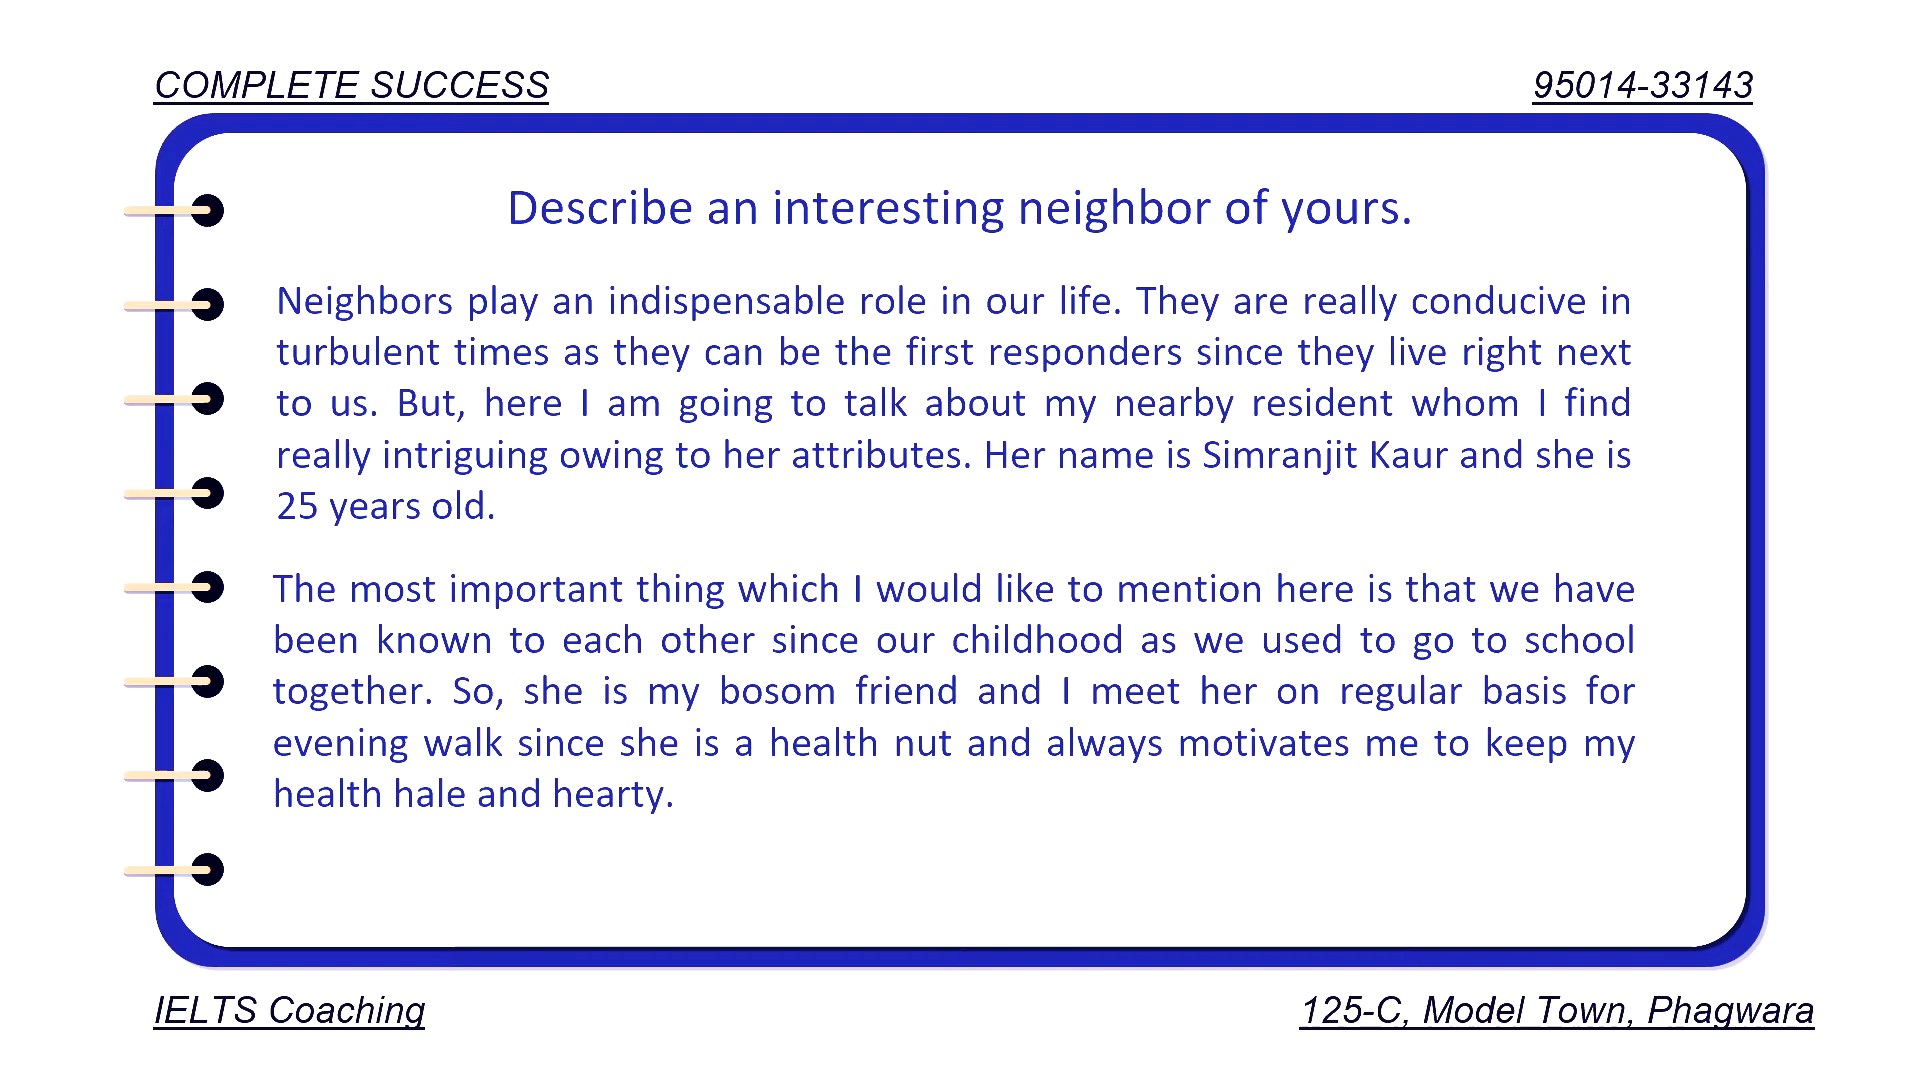 COMPLETE SUCCESS
95014-33143
Describe an interesting neighbor of yours.
Neighbors play an indispensable role in our life. They are really conducive in
turbulent times as they can be the first responders since they live right next
to us. But, here I am going to talk about my nearby resident whom I find
really intriguing owing to her attributes. Her name is Simranjit Kaur and she is
25 years old.
The most important thing which I would like to mention here is that we have
been known to each other since our childhood as we used to go to school
together. So, she is my bosom friend and I meet her on regular basis for
evening walk since she is a health nut and always motivates me to keep my
health hale and hearty.
IELTS Coaching
125-C, Model Town, Phagwara